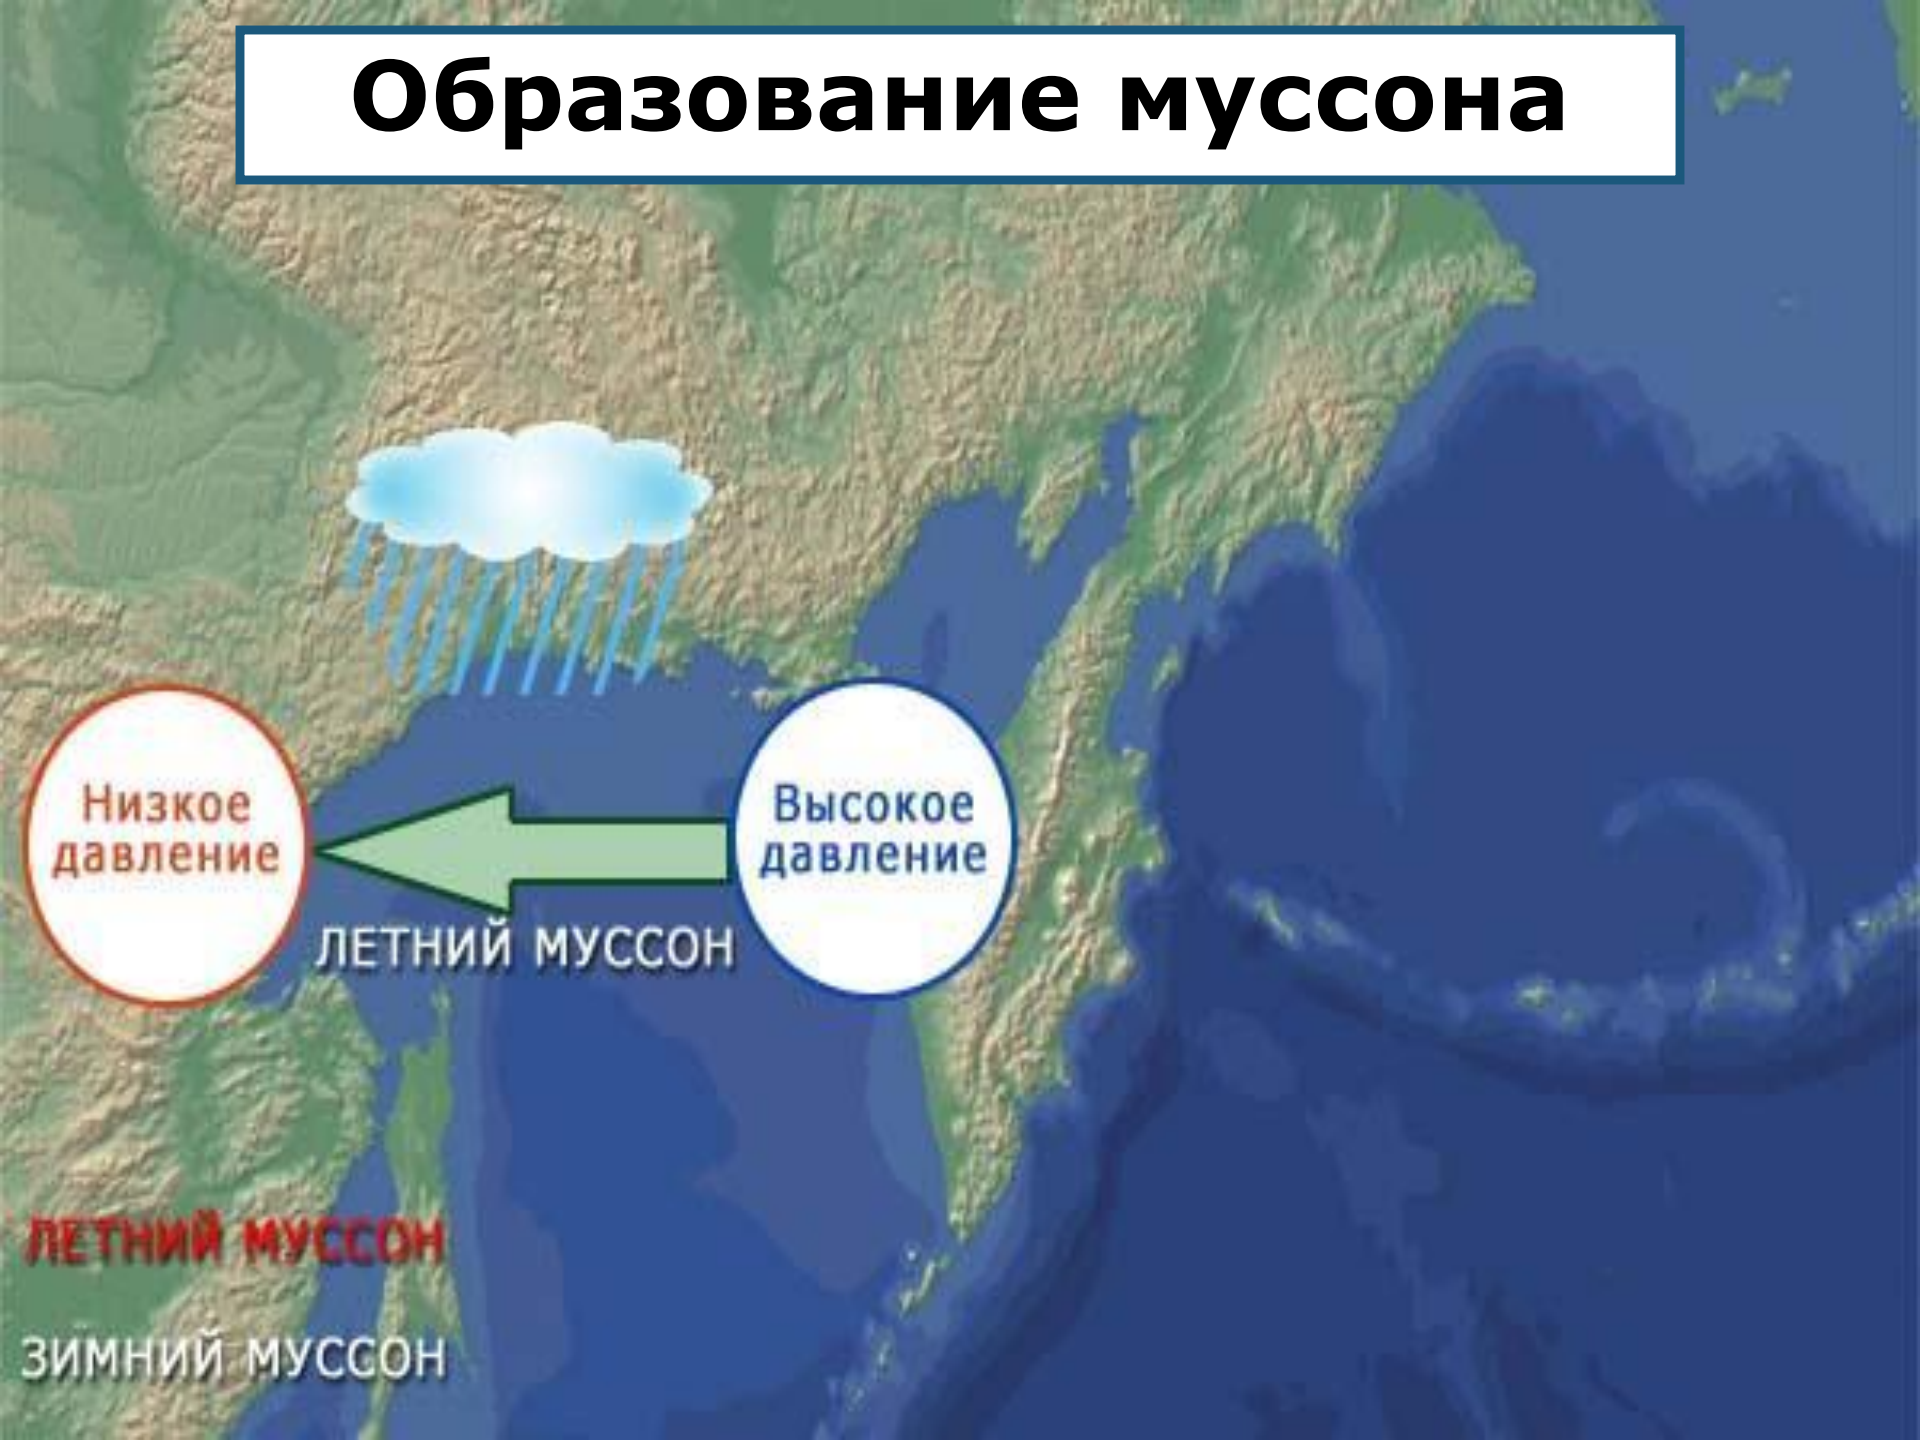 Образование муссона
Низкое
давление
Высокое
давление
ЛЕТНИЙ МУССОН
ЛЕТНИЙ МУССОН
ЗИМНИЙ МУССОН